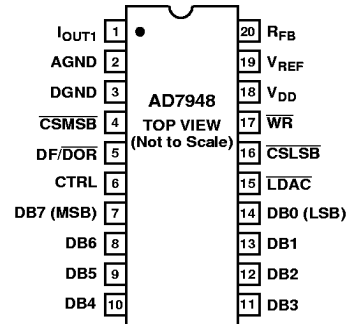 IOUT1 1 20 RFB
AGND 2 19 VREF
DGND 3 18 VDD
AD7948
CSMSB 4 17 WR
TOP VIEW
(Not to Scale)
DF/DOR 5 16 CSLSB
CTRL 6 15 LDAC
DB7 (MSB) 7 14 DB0 (LSB)
DB6 8 13 DB1
DB5 9 12 DB2
DB4 10 11 DB3